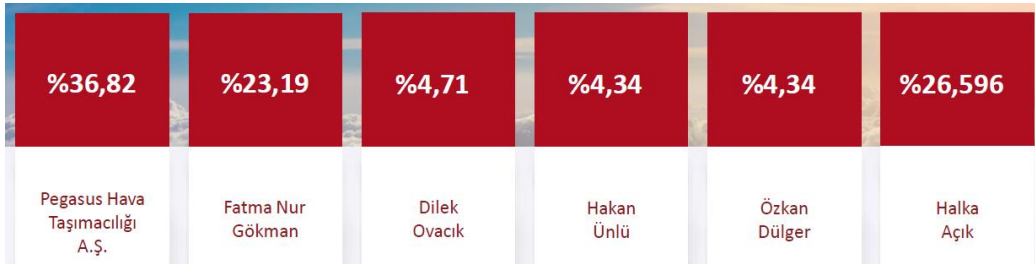 %36,82
%23,19
%4,71
%4,34
%4,34
%26,596
Pegasus Hava
Taşımacılığı
A.Ş.
Fatma Nur
Gökman
Dilek
Ovacık
Hakan
Ünlü
Özkan
Dülger
Halka
Açık